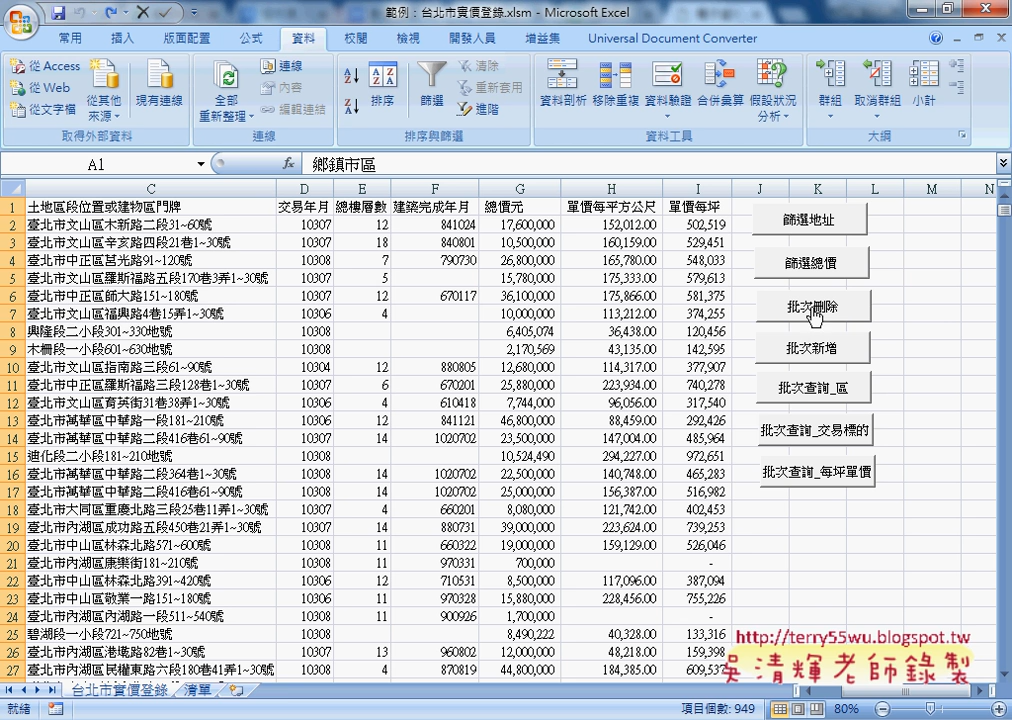 範例：台北市實價登錄.xlsm - Microsoft Excel
常用 插入 版面配置 公式 資料 校閱 檢視 開發人員 增益集 Universal Document Converter
從 Access 從 Web 從文字檔 從其他來源 現有連線 全部重新整理 連線 內容 編輯連結 排序 篩選 清除 重新套用 進階 資料剖析 移除重複 資料驗證 合併彙算 假設狀況分析 群組 取消群組 小計
取得外部資料 連線 排序與篩選 資料工具 大綱
A1 fx 鄉鎮市區
C D E F G H I J K L M N
1 土地區段位置或建物區門牌 交易年月 總樓層數 建築完成年月 總價元 單價每平方公尺 單價每坪
2 臺北市文山區木新路二段31~60號 10307 12 841024 17,600,000 152,012.00 502,519
3 臺北市文山區辛亥路四段21巷1~30號 10307 18 840801 10,500,000 160,159.00 529,451
4 臺北市中正區莒光路91~120號 10308 7 790730 26,800,000 165,780.00 548,033
5 臺北市文山區羅斯福路五段170巷3弄1~30號 10307 5 15,780,000 175,333.00 579,613
6 臺北市中正區師大路151~180號 10307 12 670117 36,100,000 175,866.00 581,375
7 臺北市文山區福興路4巷15弄1~30號 10307 4 10,000,000 113,212.00 374,255
8 興隆段二小段301~330地號 10308 6,405,074 36,438.00 120,456
9 木柵段一小段601~630地號 10308 2,170,569 43,135.00 142,595
10 臺北市文山區指南路三段61~90號 10304 12 880805 12,680,000 114,317.00 377,907
11 臺北市中正區羅斯福路三段128巷1~30號 10307 6 670201 25,880,000 223,934.00 740,278
12 臺北市文山區育英街31巷38弄1~30號 10306 4 610418 7,744,000 96,056.00 317,540
13 臺北市萬華區中華路一段181~210號 10306 12 841121 46,800,000 88,459.00 292,426
14 臺北市萬華區中華路二段416巷61~90號 10307 14 1020702 23,500,000 147,004.00 485,964
15 迪化段二小段181~210地號 10308 10,524,490 294,227.00 972,651
16 臺北市萬華區中華路二段364巷1~30號 10308 14 1020702 22,500,000 140,748.00 465,283
17 臺北市萬華區中華路二段416巷61~90號 10307 14 1020702 25,000,000 156,387.00 516,982
18 臺北市大同區重慶北路三段25巷11弄1~30號 10307 4 660201 8,080,000 121,742.00 402,453
19 臺北市內湖區成功路五段450巷21弄1~30號 10307 14 880731 39,000,000 223,624.00 739,253
20 臺北市中山區林森北路571~600號 10308 11 660322 19,000,000 159,129.00 526,046
21 臺北市內湖區康樂街181~210號 10308 11 970331 700,000 -
22 臺北市中山區林森北路391~420號 10306 12 710531 8,500,000 117,096.00 387,094
23 臺北市中山區敬業一路151~180號 10306 11 970328 15,880,000 228,456.00 755,226
24 臺北市內湖區內湖路一段511~540號 10306 11 900926 1,700,000 -
25 碧湖段一小段721~750地號 10308 8,490,222 40,328.00 133,316
26 臺北市內湖區港墘路82巷1~30號 10307 13 960802 12,000,000 48,218.00 159,398
27 臺北市內湖區民權東路六段180巷41弄1~30號 10308 4 870819 44,800,000 184,385.00 609,537
篩選地址
篩選總價
批次刪除
批次新增
批次查詢_區
批次查詢_交易標的
批次查詢_每坪單價
http://terry55wu.blogspot.tw
吳清輝老師錄製
台北市實價登錄 清單
就緒 項目個數: 949 80%